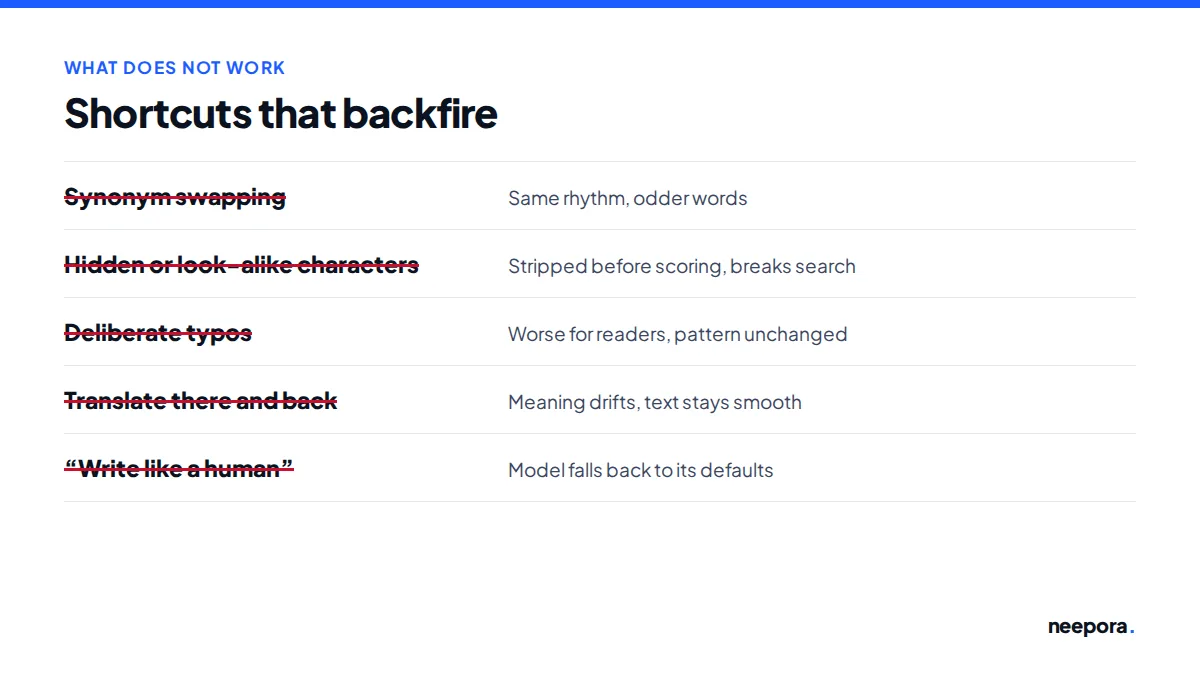 WHAT DOES NOT WORK
Shortcuts that backfire
Synonym swapping
Same rhythm, odder words
Hidden or look-alike characters
Stripped before scoring, breaks search
Deliberate typos
Worse for readers, pattern unchanged
Translate there and back
Meaning drifts, text stays smooth
“Write like a human”
Model falls back to its defaults
neepora.